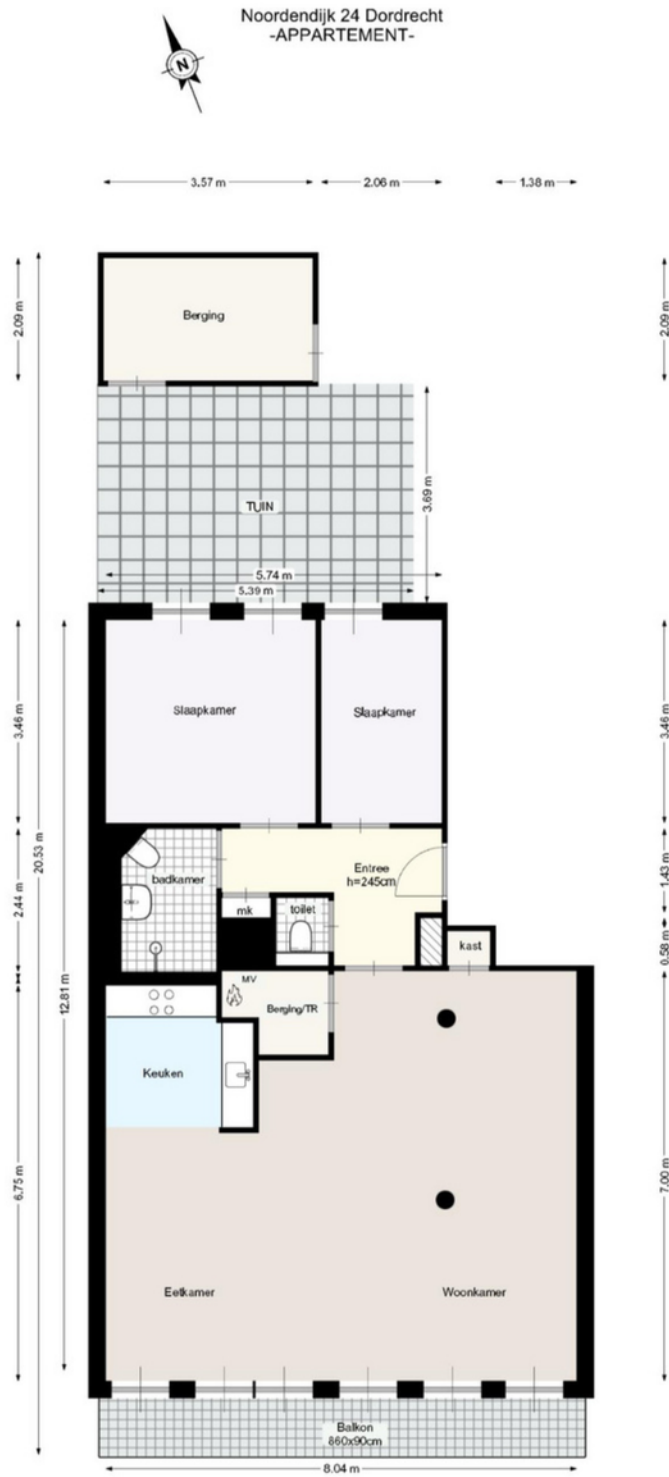 Noordendijk 24 Dordrecht
-APPARTEMENT-
N
3.57 m
2.06 m
1.38 m
2.09 m
2.09 m
Berging
TUIN
3.69 m
5.74 m
5.39 m
Slaapkamer
Slaapkamer
3.46 m
3.46 m
20.53 m
12.81 m
2.44 m
1.43 m
0.58 m
badkamer
Entree
h=245cm
mk
toilet
kast
MV
Berging/TR
Keuken
6.75 m
7.00 m
Eetkamer
Woonkamer
Balkon
860x90cm
8.04 m